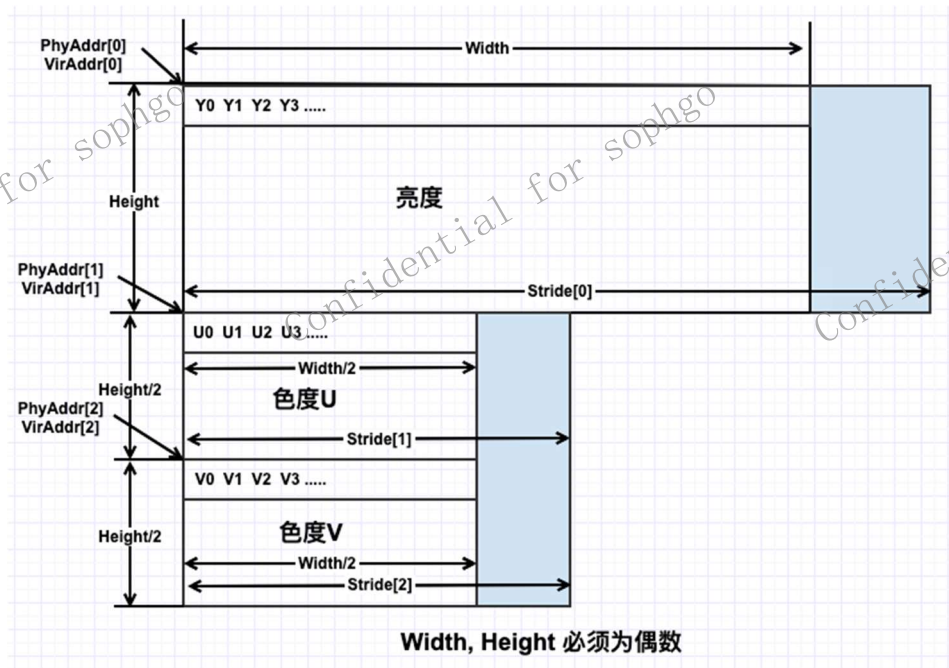 PhyAddr[0]
VirAddr[0]
Width
Y0 Y1 Y2 Y3 .....
for sophgo
Confidential for sophgo
亮度
Height
PhyAddr[1]
VirAddr[1]
Stride[0]
Confide
U0 U1 U2 U3 .....
Width/2
Height/2
色度U
PhyAddr[2]
VirAddr[2]
Stride[1]
V0 V1 V2 V3 .....
色度V
Height/2
Width/2
Stride[2]
Width, Height 必须为偶数